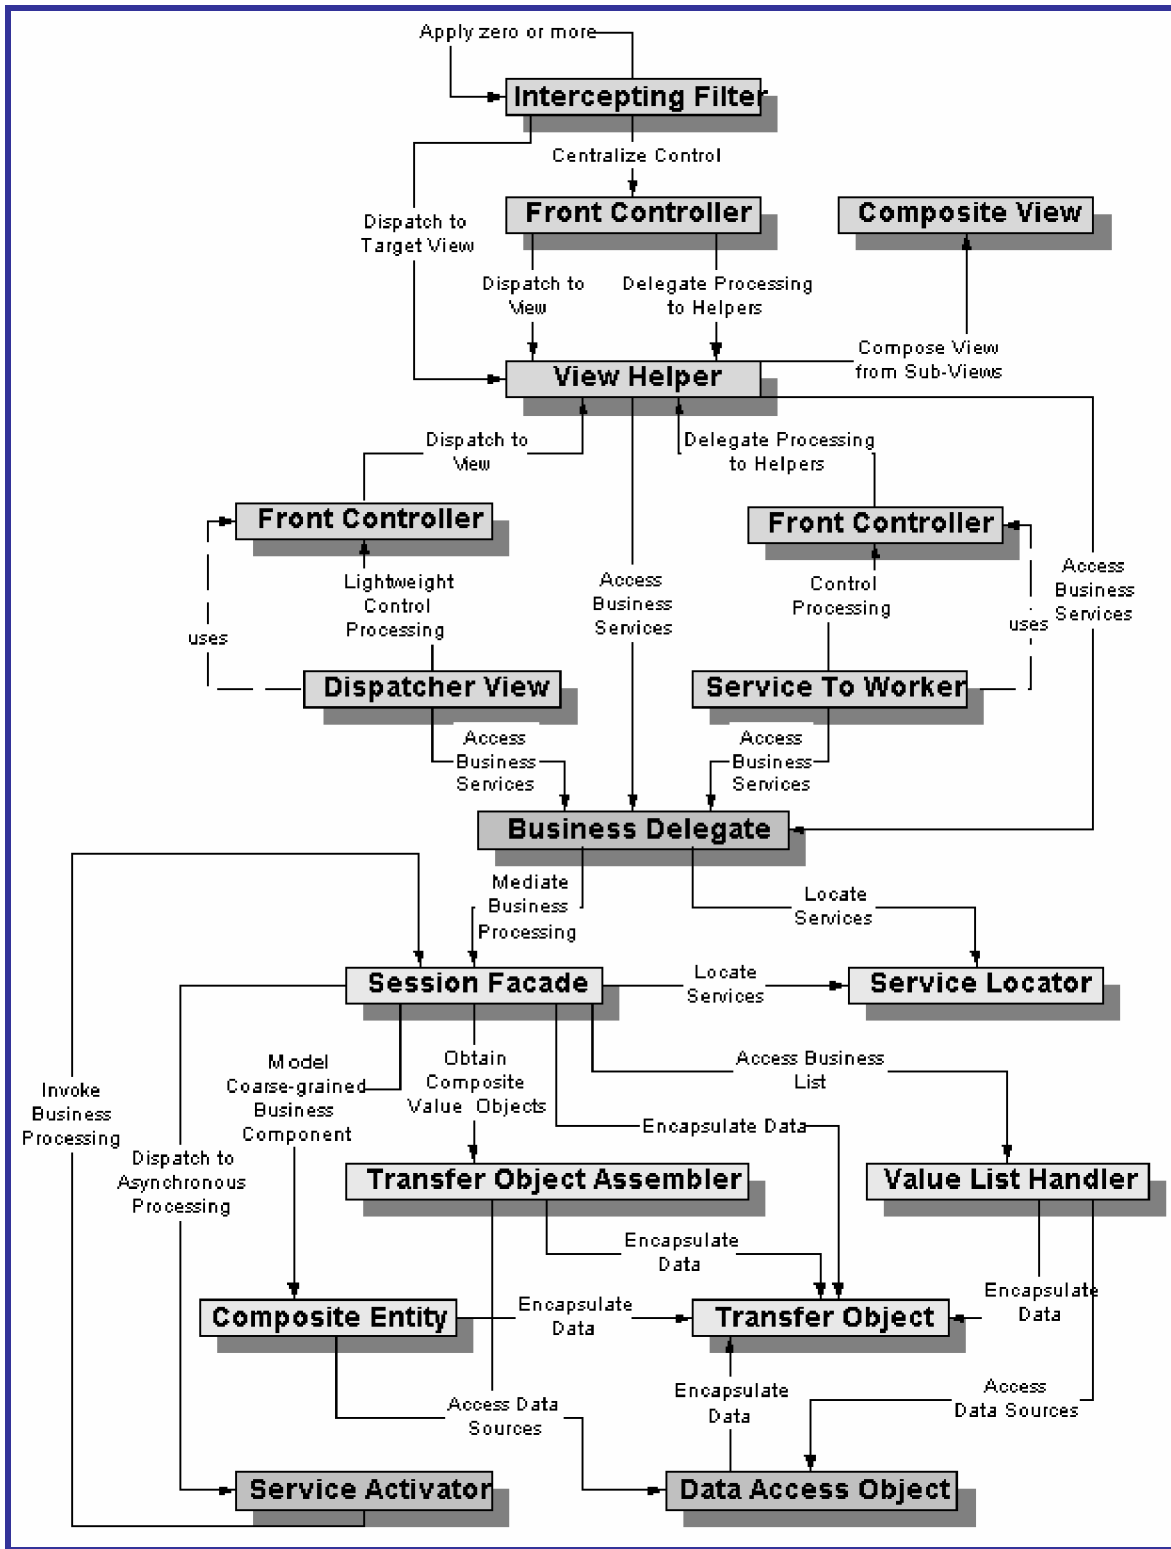 Apply zero or more
Intercepting Filter
Centralize Control
Front Controller
Composite View
Dispatch to
Target View
Dispatch to
View
Delegate Processing
to Helpers
Compose View
from Sub-Views
View Helper
Dispatch to
View
Delegate Processing
to Helpers
Front Controller
Front Controller
Lightweight
Control
Processing
uses
Access
Business
Services
Control
Processing
uses
Access
Business
Services
Dispatcher View
Service To Worker
Access
Business
Services
Access
Business
Services
Business Delegate
Mediate
Business
Processing
Locate
Services
Session Facade
Locate
Services
Service Locator
Invoke
Business
Processing
Model
Coarse-grained
Business
Component
Obtain
Composite
Value Objects
Access Business
List
Encapsulate Data
Dispatch to
Asynchronous
Processing
Transfer Object Assembler
Value List Handler
Encapsulate
Data
Encapsulate
Data
Composite Entity
Encapsulate
Data
Transfer Object
Access Data
Sources
Encapsulate
Data
Access
Data Sources
Service Activator
Data Access Object